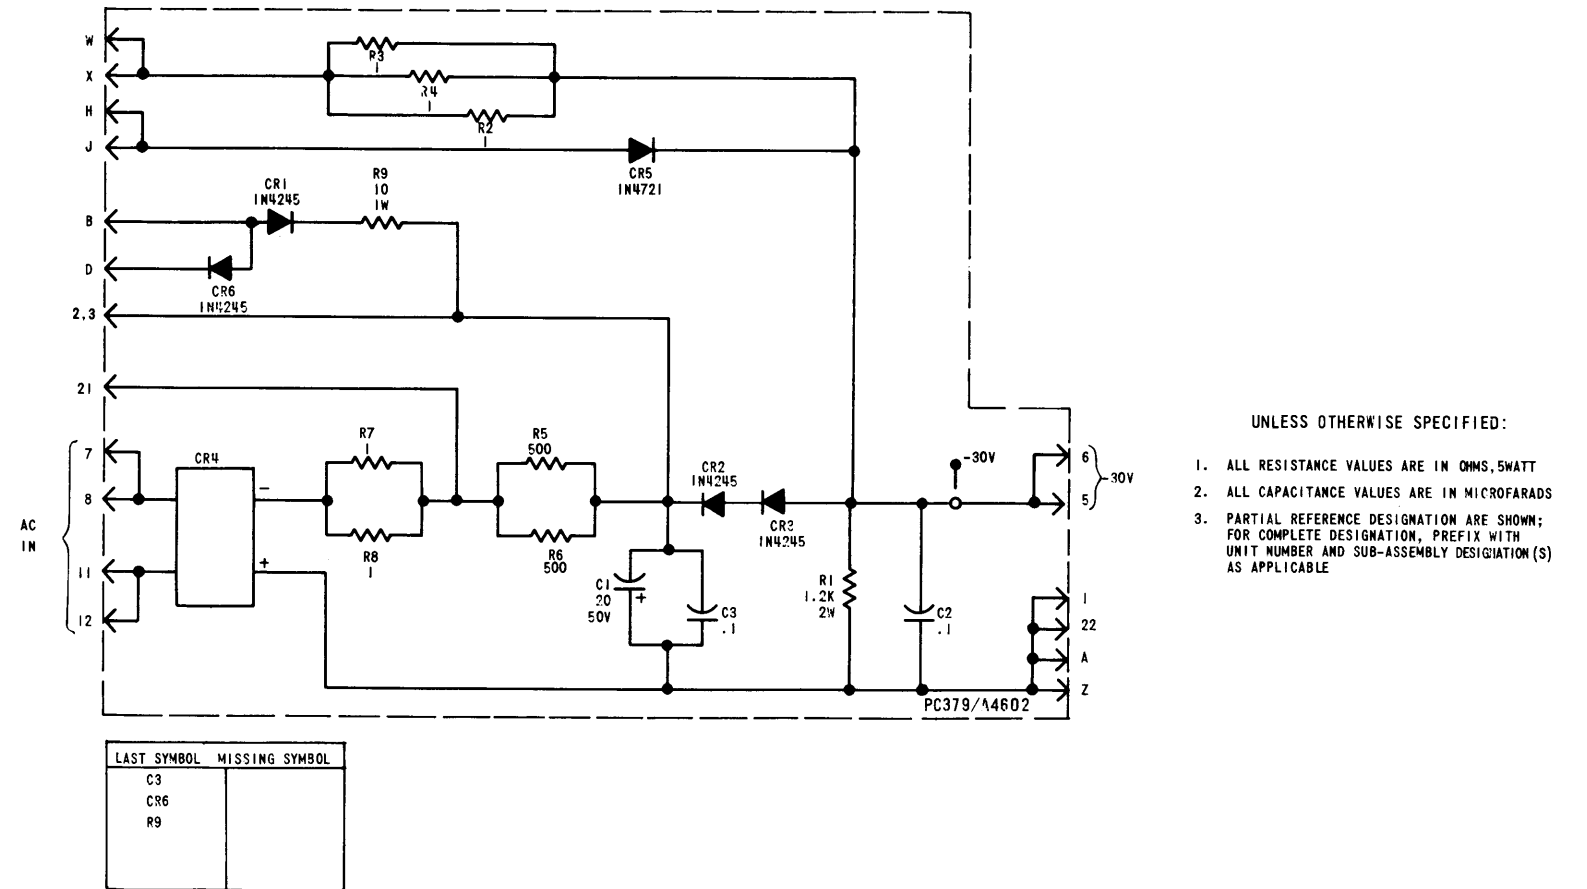 W
X
H
J
B
D
2,3
21
7
8
11
12
AC
IN
R3
1
R4
1
R2
1
CR5
1N4721
CR1
1N4245
R9
10
1W
CR6
1N4245
CR4
−
+
R7
1
R8
1
R5
500
R6
500
CR2
1N4245
CR3
1N4245
C1
20
50V
+
C3
.1
R1
1.2K
2W
C2
.1
-30V
6
5
-30V
1
22
A
Z
PC379/A4602
UNLESS OTHERWISE SPECIFIED:
1. ALL RESISTANCE VALUES ARE IN OHMS, 5WATT
2. ALL CAPACITANCE VALUES ARE IN MICROFARADS
3. PARTIAL REFERENCE DESIGNATION ARE SHOWN;
FOR COMPLETE DESIGNATION, PREFIX WITH
UNIT NUMBER AND SUB-ASSEMBLY DESIGNATION(S)
AS APPLICABLE
LAST SYMBOL MISSING SYMBOL
C3
CR6
R9